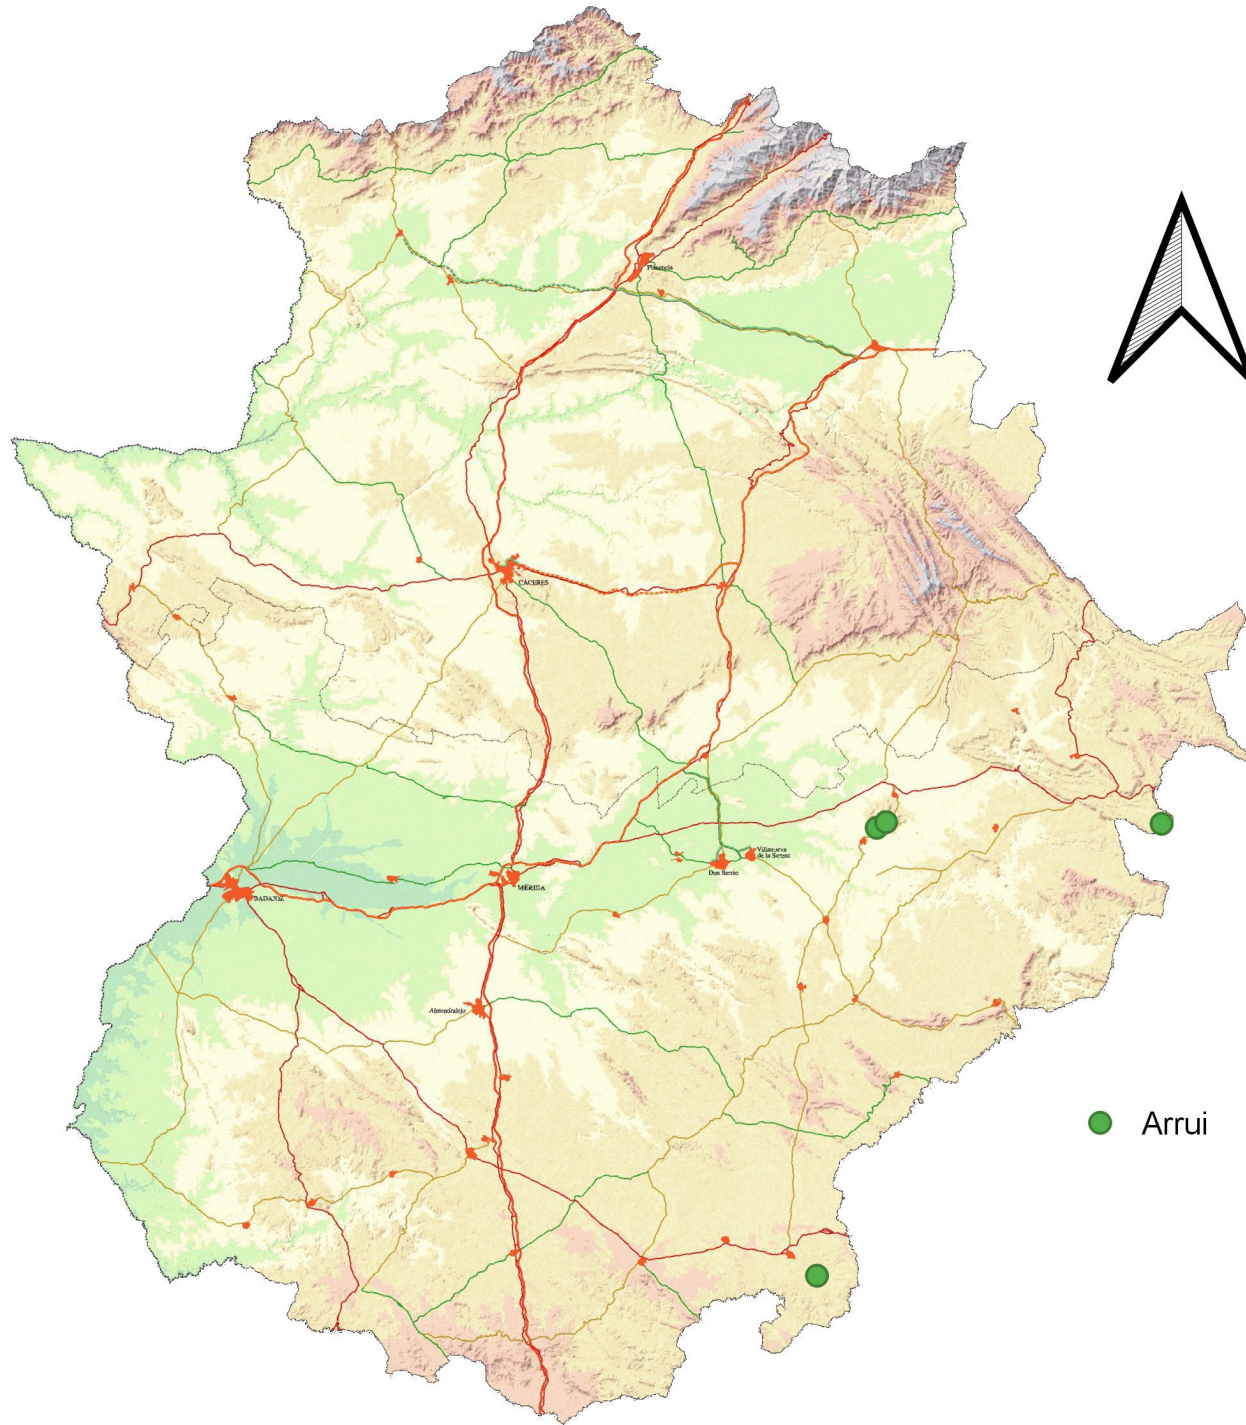 Plasencia
CÁCERES
Villanueva
de la Serena
Don Benito
MÉRIDA
BADAJOZ
Almendralejo
Arrui